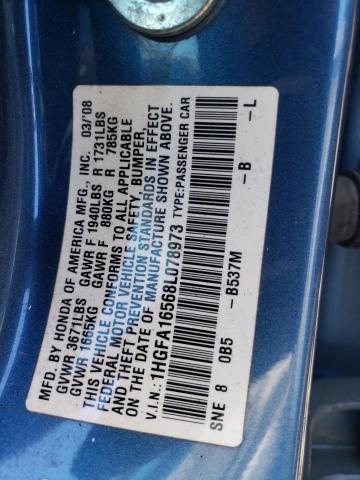 MFD. BY HONDA OF AMERICA MFG., INC. 03/'08
GVWR 3671LBS GAWR F 1940LBS R 1731LBS
GVWR 1665KG GAWR F 880KG R 785KG
THIS VEHICLE CONFORMS TO ALL APPLICABLE
FEDERAL MOTOR VEHICLE SAFETY, BUMPER,
AND THEFT PREVENTION STANDARDS IN EFFECT
ON THE DATE OF MANUFACTURE SHOWN ABOVE.
V.I.N.: 1HGFA16568L078973 TYPE:PASSENGER CAR
SNE 8 0B5 -B537M -B -L